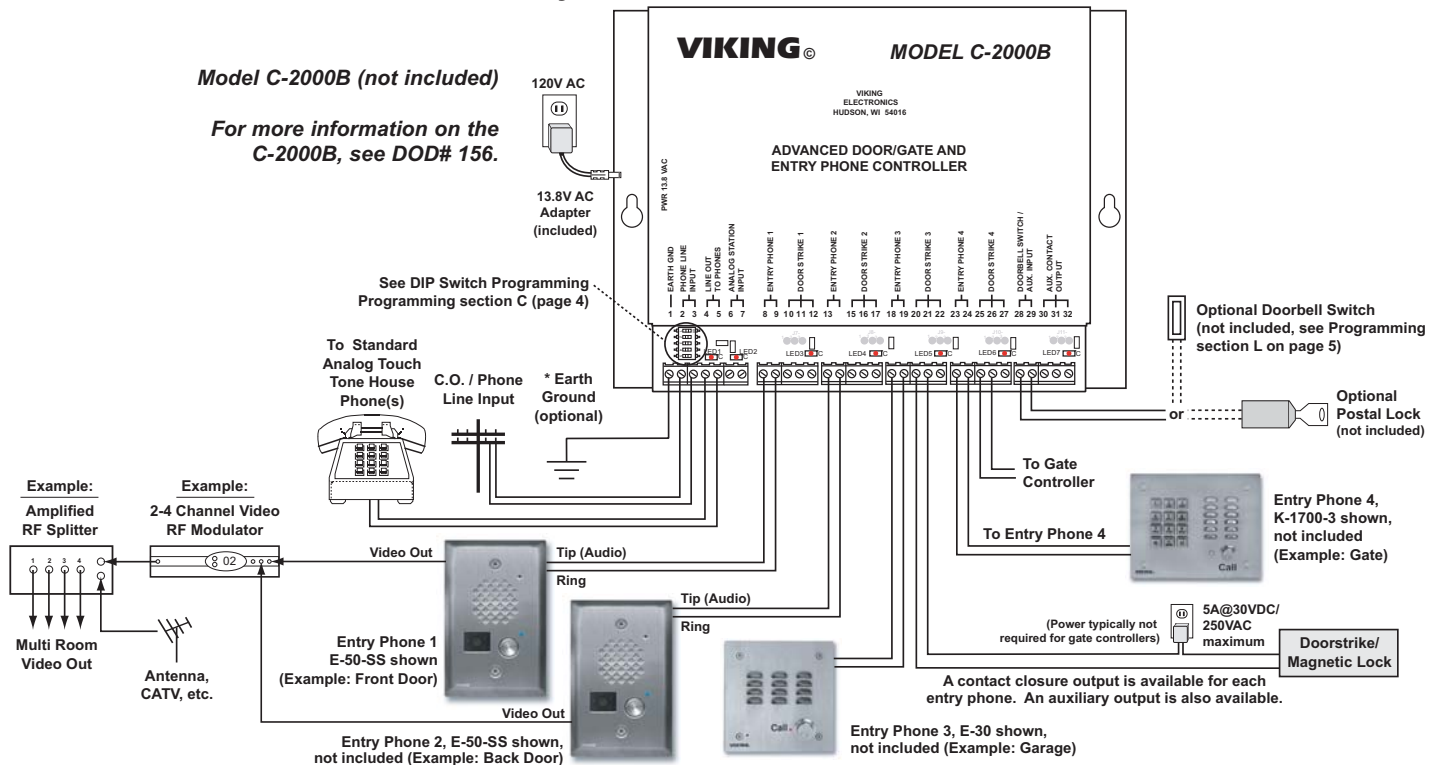 VIKING©
MODEL C-2000B
VIKING
ELECTRONICS
HUDSON, WI 54016
ADVANCED DOOR/GATE AND
ENTRY PHONE CONTROLLER
Model C-2000B (not included)
For more information on the
C-2000B, see DOD# 156.
120V AC
13.8V AC
Adapter
(included)
PWR 13.8 VAC
EARTH GND
PHONE LINE
INPUT
LINE OUT
TO PHONES
ANALOG STATION
INPUT
ENTRY PHONE 1
DOORSTRIKE 1
ENTRY PHONE 2
DOORSTRIKE 2
ENTRY PHONE 3
DOORSTRIKE 3
ENTRY PHONE 4
DOORSTRIKE 4
DOORBELL SWITCH /
AUX. INPUT
AUX. CONTACT
OUTPUT
1 2 3 4 5 6 7 8 9 10 11 12 13 15 16 17 18 19 20 21 22 23 24 25 26 27 28 29 30 31 32
LED1 C LED2 C LED3 C LED4 C LED5 C LED6 C LED7 C
See DIP Switch Programming
Programming section C (page 4)
Optional Doorbell Switch
(not included, see Programming
section L on page 5)
or
Optional
Postal Lock
(not included)
To Standard
Analog Touch
Tone House
Phone(s)
C.O. / Phone
Line Input
* Earth
Ground
(optional)
To Gate
Controller
Entry Phone 4,
K-1700-3 shown,
not included
(Example: Gate)
To Entry Phone 4
Call
VIKING
Example:
Amplified
RF Splitter
1 2 3 4
Example:
2-4 Channel Video
RF Modulator
02
Video Out
Tip (Audio)
Ring
Tip (Audio)
Ring
Multi Room
Video Out
Antenna,
CATV, etc.
Entry Phone 1
E-50-SS shown
(Example: Front Door)
Video Out
Entry Phone 2, E-50-SS shown,
not included (Example: Back Door)
Call
VIKING
Entry Phone 3, E-30 shown,
not included (Example: Garage)
(Power typically not
required for gate controllers)
5A@30VDC/
250VAC
maximum
Doorstrike/
Magnetic Lock
A contact closure output is available for each
entry phone. An auxiliary output is also available.